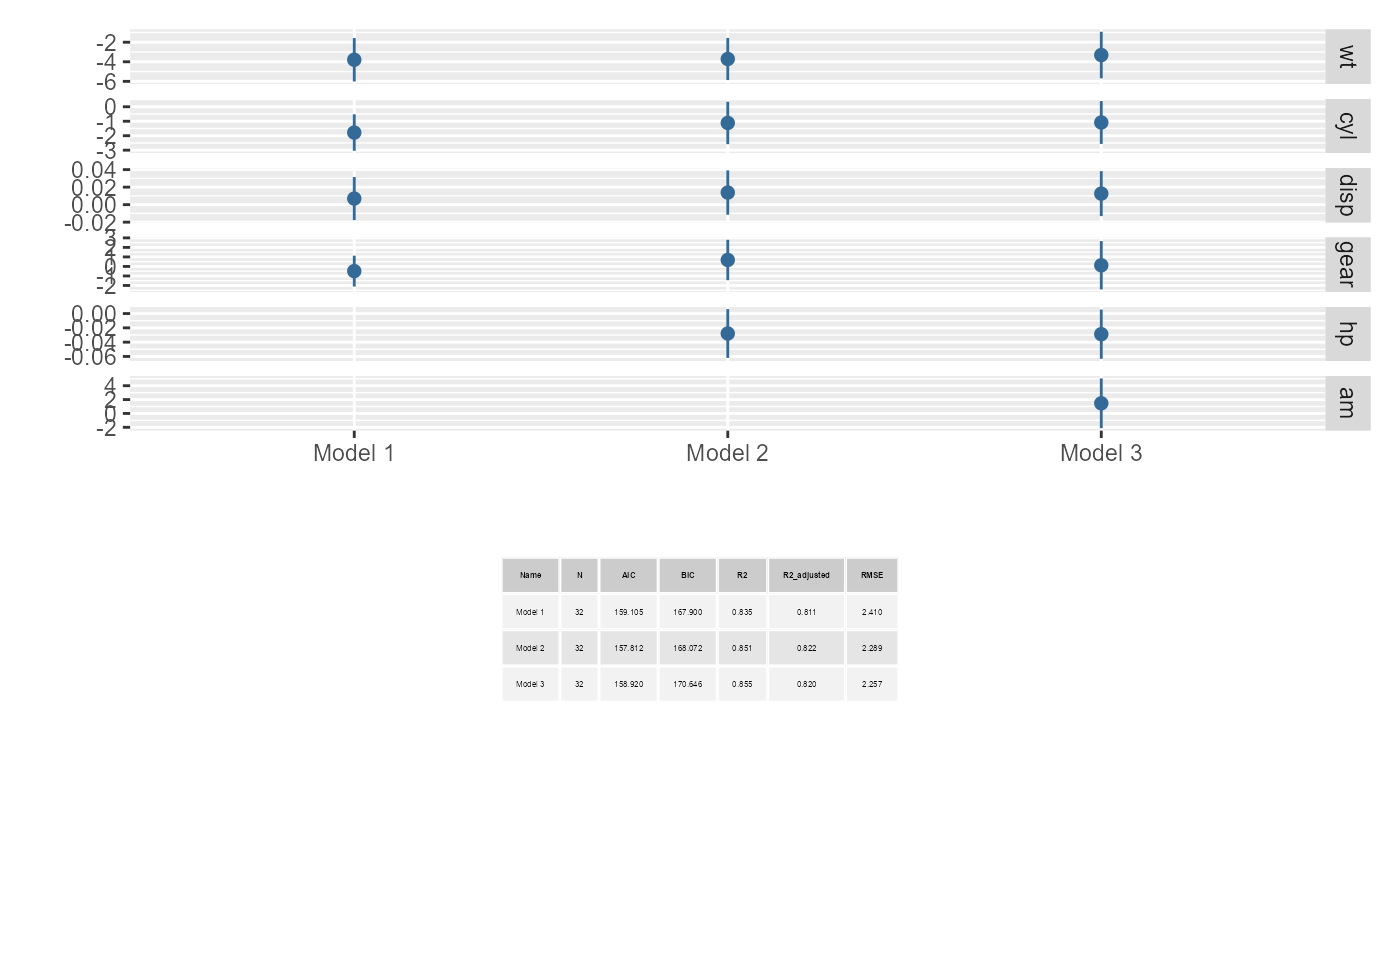 -2
-4
-6
wt
0
-1
-2
-3
cyl
0.04
0.02
0.00
-0.02
disp
3
2
1
0
-1
-2
gear
0.00
-0.02
-0.04
-0.06
hp
4
2
0
-2
am
Model 1 Model 2 Model 3
Name N AIC BIC R2 R2_adjusted RMSE
Model 1 32 159.105 167.900 0.835 0.811 2.410
Model 2 32 157.812 168.072 0.851 0.822 2.289
Model 3 32 158.920 170.646 0.855 0.820 2.257